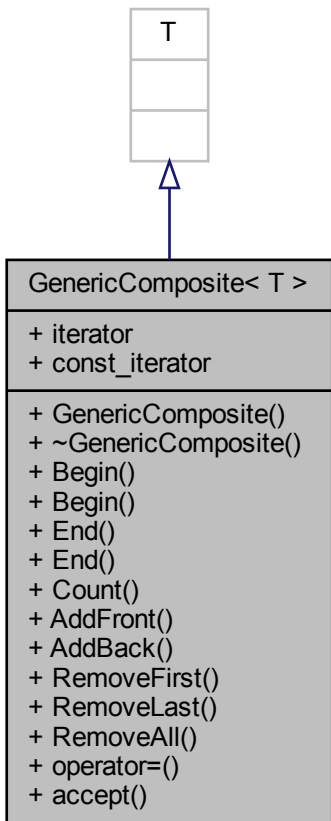 T
GenericComposite< T >
+ iterator
+ const_iterator
+ GenericComposite()
+ ~GenericComposite()
+ Begin()
+ Begin()
+ End()
+ End()
+ Count()
+ AddFront()
+ AddBack()
+ RemoveFirst()
+ RemoveLast()
+ RemoveAll()
+ operator=()
+ accept()